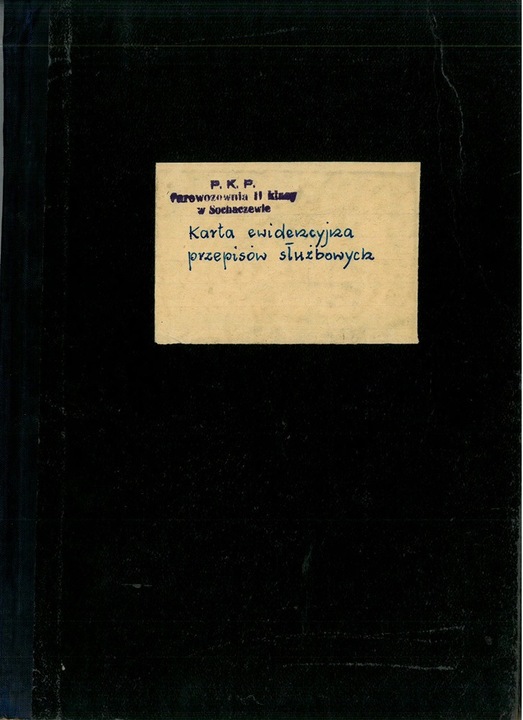 P. K. P.
Parowozownia II klasy
w Sochaczewie
Karta ewidencyjna
przepisów służbowych